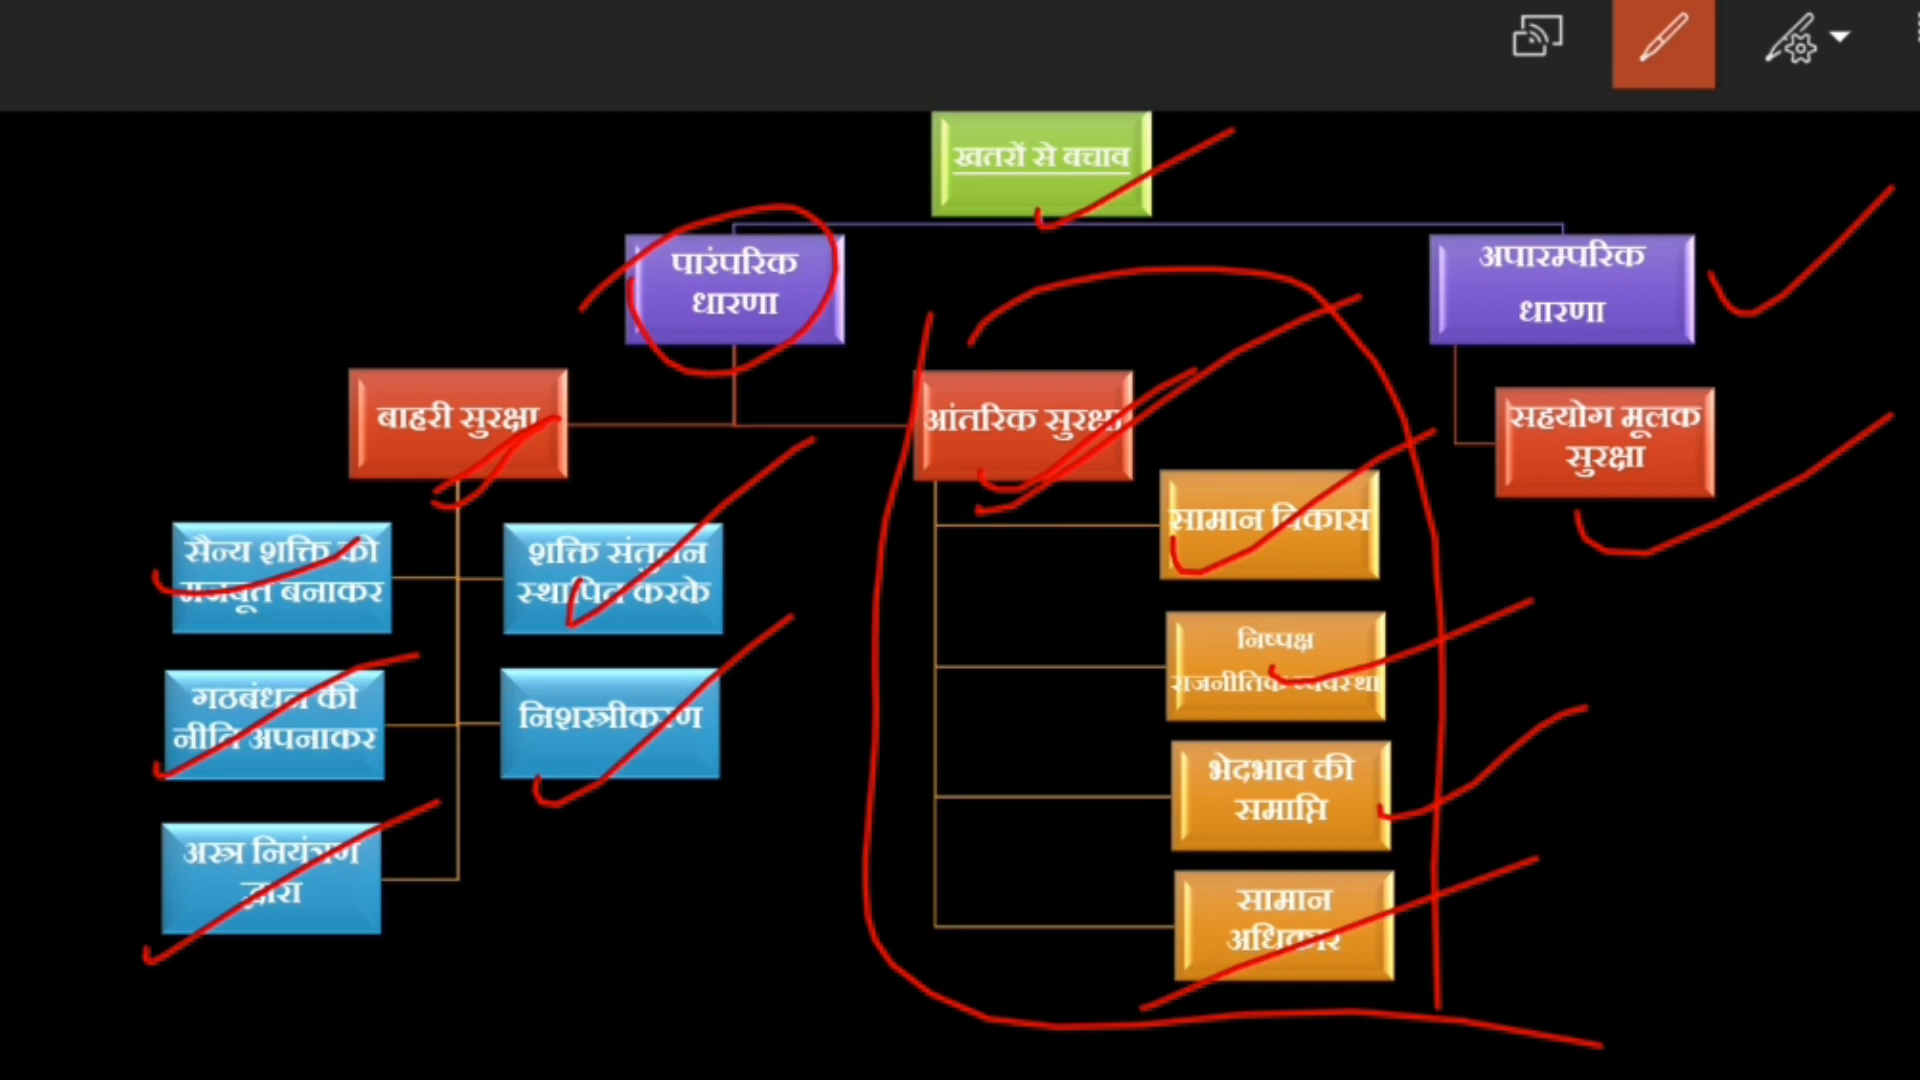 खतरों से बचाव
पारंपरिक
धारणा
अपारम्परिक
धारणा
बाहरी सुरक्षा
आंतरिक सुरक्षा
सहयोग मूलक
सुरक्षा
सैन्य शक्ति को
मजबूत बनाकर
शक्ति संतुलन
स्थापित करके
गठबंधन की
नीति अपनाकर
निशस्त्रीकरण
अस्त्र नियंत्रण
द्वारा
सामान विकास
निष्पक्ष
राजनीतिक व्यवस्था
भेदभाव की
समाप्ति
सामान
अधिकार